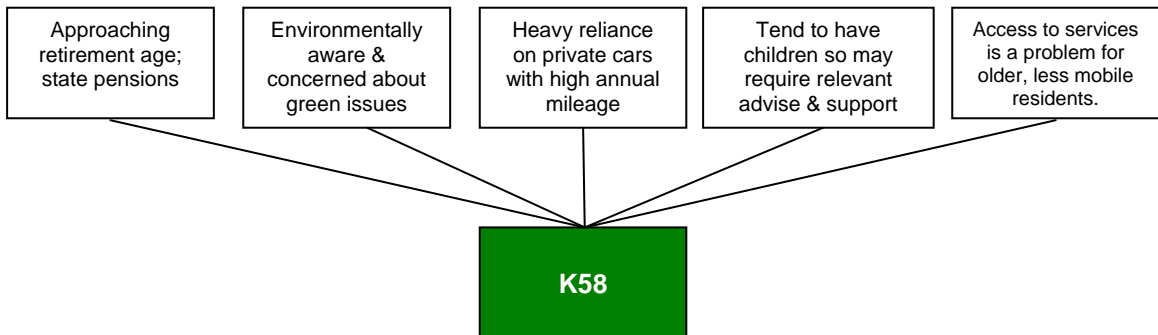 Approaching
retirement age;
state pensions
Environmentally
aware &
concerned about
green issues
Heavy reliance
on private cars
with high annual
mileage
Tend to have
children so may
require relevant
advise & support
Access to services
is a problem for
older, less mobile
residents.
K58